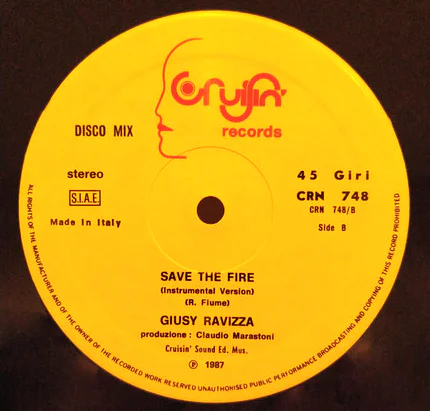 Cruisin'
records
DISCO MIX
stereo
S.I.A.E.
Made In Italy
45 Giri
CRN 748
CRN 748/B
Side B
SAVE THE FIRE
(Instrumental Version)
(R. Fiume)
GIUSY RAVIZZA
produzione: Claudio Marastoni
Cruisin' Sound Ed. Mus.
Ⓟ 1987
ALL RIGHTS OF THE MANUFACTURER AND OF THE OWNER OF THE RECORDED WORK RESERVED UNAUTHORISED PUBLIC PERFORMANCE BROADCASTING AND COPYING OF THIS RECORD PROHIBITED